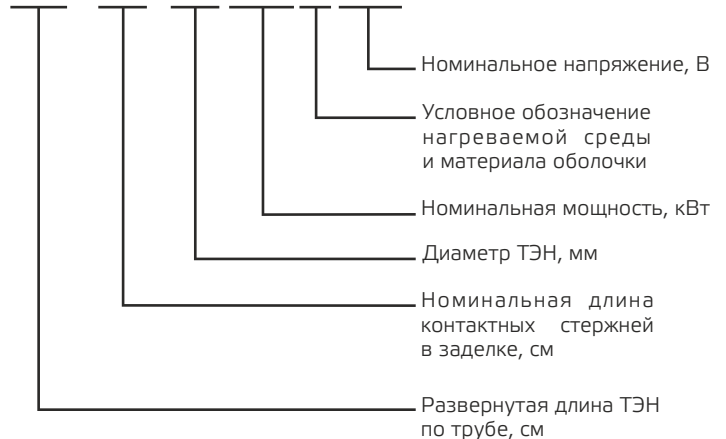 Номинальное напряжение, В
Условное обозначение
нагреваемой среды
и материала оболочки
Номинальная мощность, кВт
Диаметр ТЭН, мм
Номинальная длина
контактных стержней
в заделке, см
Развернутая длина ТЭН
по трубе, см